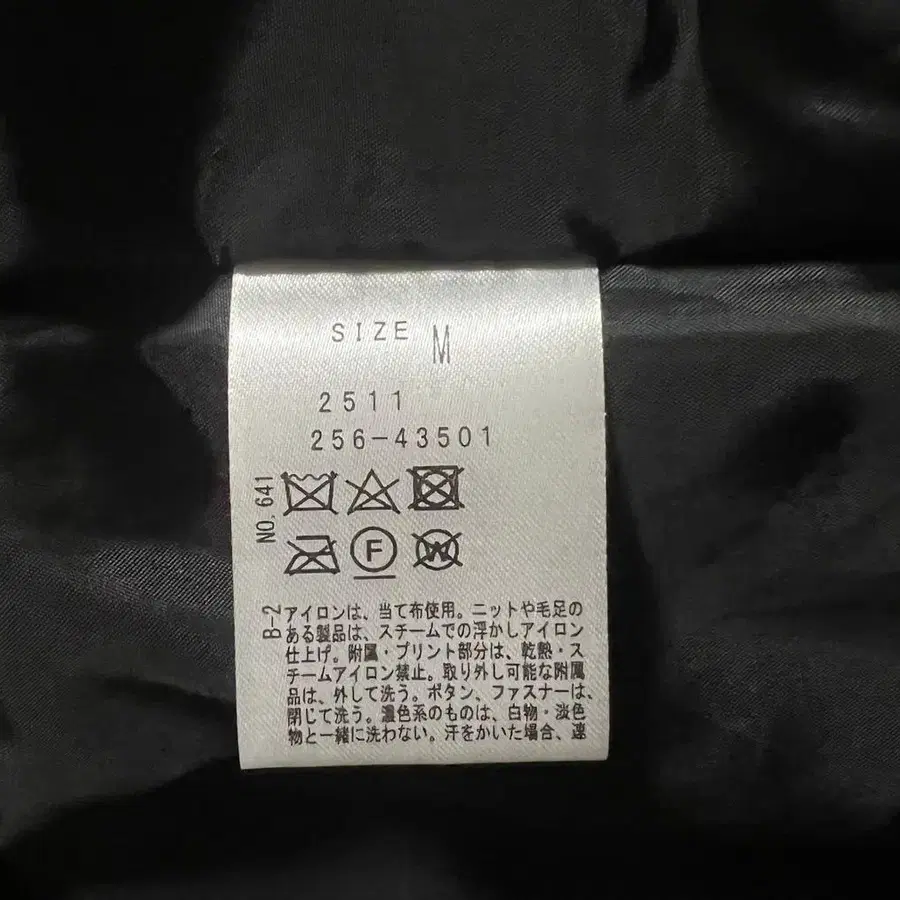 SIZE M
2511
256-43501
NO.641
F
W
B-2
アイロンは、当て布使用。ニットや毛足の
ある製品は、スチームでの浮かしアイロン
仕上げ。附属・プリント部分は、乾熱・ス
チームアイロン禁止。取り外し可能な附属
品は、外して洗う。ボタン、ファスナーは、
閉じて洗う。濃色系のものは、白物・淡色
物と一緒に洗わない。汗をかいた場合、速